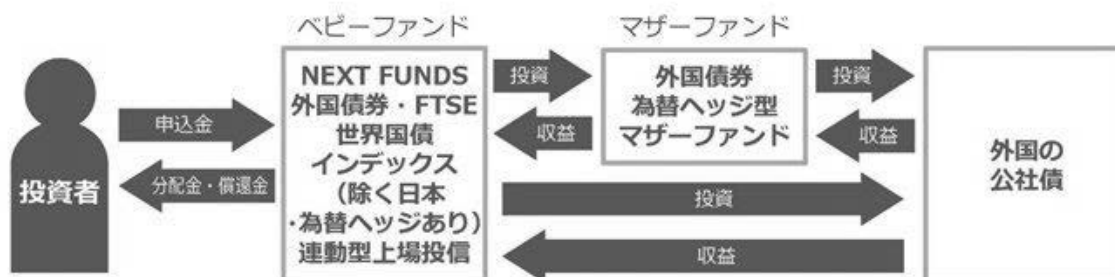 ベビーファンド
マザーファンド
投資者
申込金
分配金・償還金
NEXT FUNDS
外国債券・FTSE
世界国債
インデックス
（除く日本
・為替ヘッジあり）
連動型上場投信
投資
収益
外国債券
為替ヘッジ型
マザーファンド
投資
収益
投資
収益
外国の
公社債